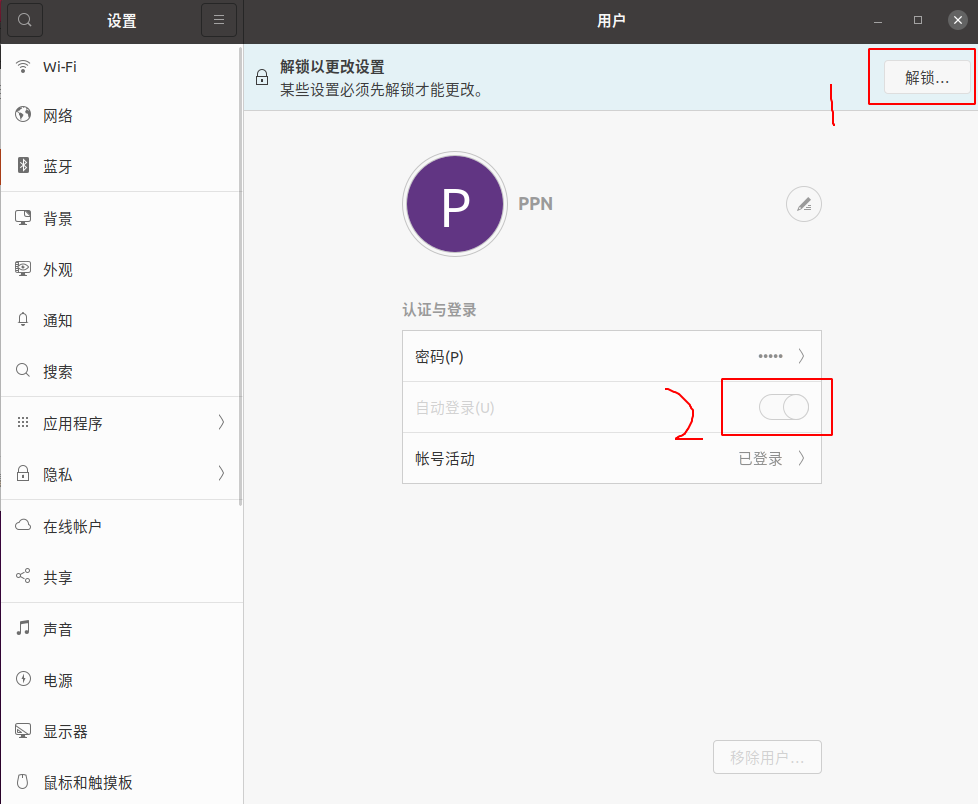 设置
用户
Wi-Fi
网络
蓝牙
背景
外观
通知
搜索
应用程序
隐私
在线帐户
共享
声音
电源
显示器
鼠标和触摸板
解锁以更改设置
某些设置必须先解锁才能更改。
解锁…
1
P
PPN
认证与登录
密码(P)
•••••
自动登录(U)
2
帐号活动
已登录
移除用户…